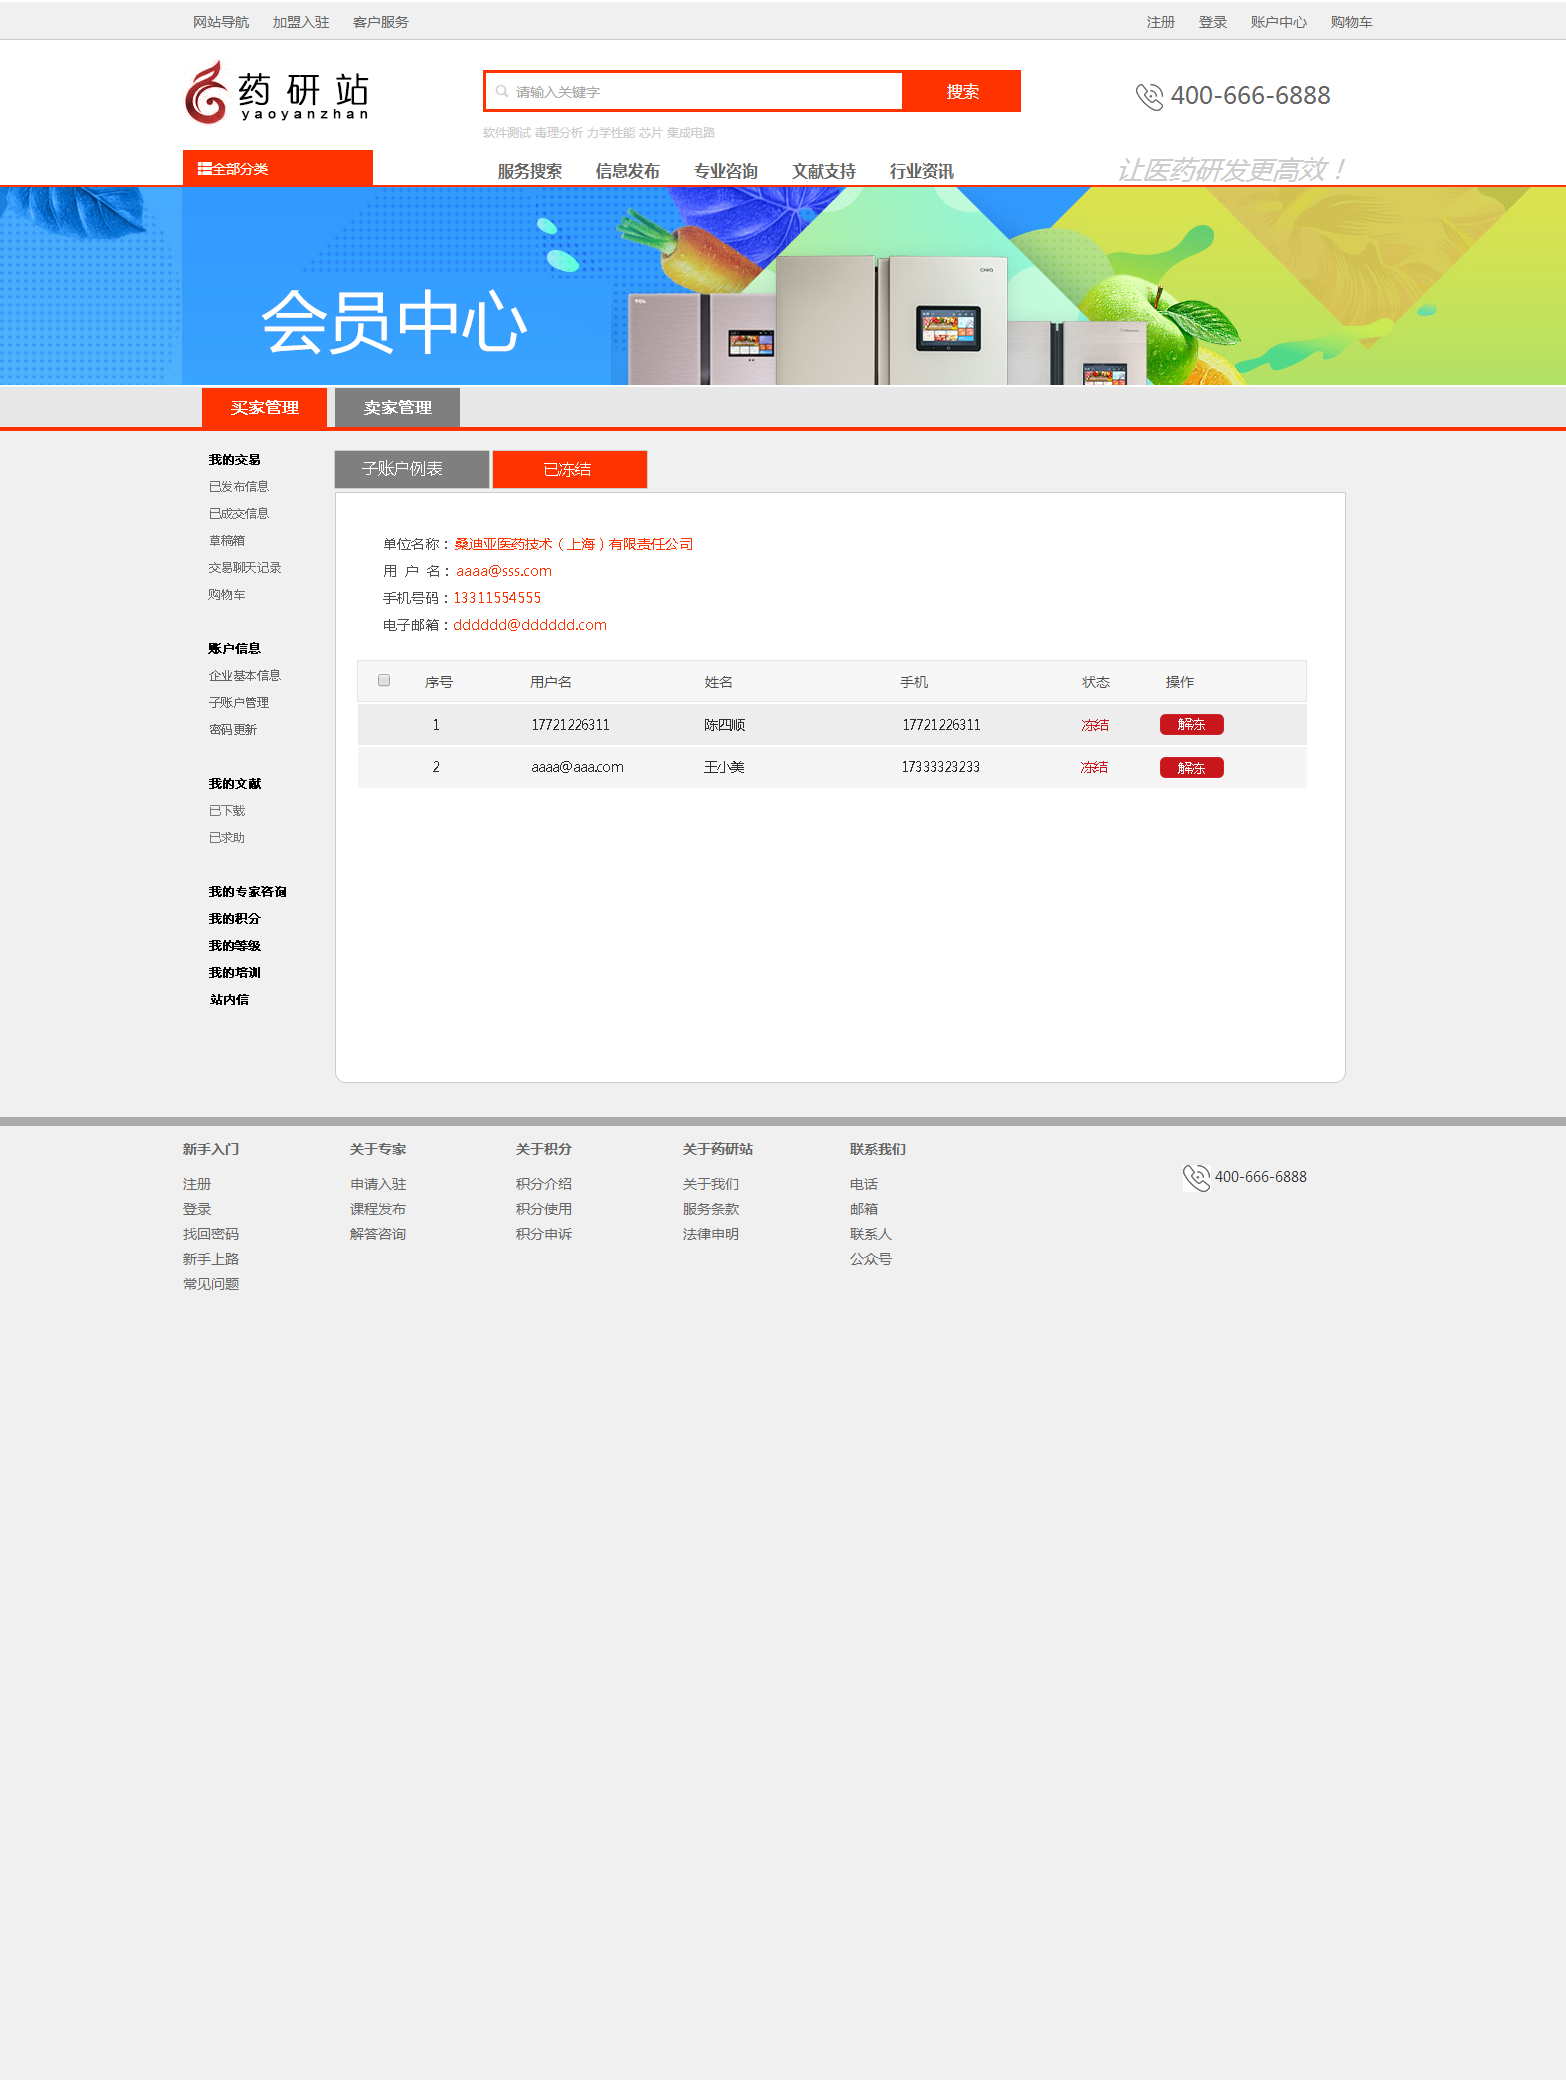 网站导航 加盟入驻 客户服务 注册 登录 账户中心 购物车
药研站
yaoyanzhan
请输入关键字 搜索
400-666-6888
软件测试 毒理分析 力学性能 芯片 集成电路
全部分类 服务搜索 信息发布 专业咨询 文献支持 行业资讯 让医药研发更高效！
会员中心
TCL
CHiQ
买家管理 卖家管理
我的交易
已发布信息
已成交信息
草稿箱
交易聊天记录
购物车
账户信息
企业基本信息
子账户管理
密码更新
我的文献
已下载
已求助
我的专家咨询
我的积分
我的等级
我的培训
站内信
子账户例表 已冻结
单位名称：桑迪亚医药技术（上海）有限责任公司
用 户 名：aaaa@sss.com
手机号码：13311554555
电子邮箱：dddddd@dddddd.com
序号 用户名 姓名 手机 状态 操作
1 17721226311 陈四顺 17721226311 冻结 解冻
2 aaaa@aaa.com 王小美 17333323233 冻结 解冻
新手入门
注册
登录
找回密码
新手上路
常见问题
关于专家
申请入驻
课程发布
解答咨询
关于积分
积分介绍
积分使用
积分申诉
关于药研站
关于我们
服务条款
法律申明
联系我们
电话
邮箱
联系人
公众号
400-666-6888